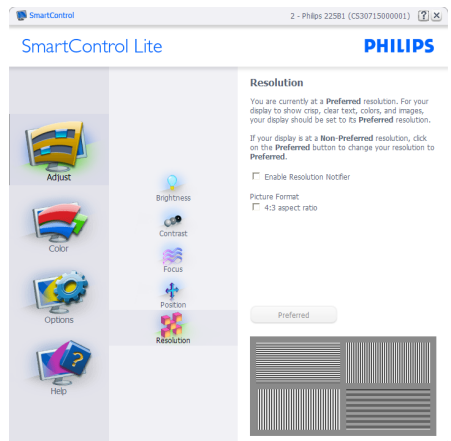 SmartControl
2 - Philips 225B1 (CS30715000001)
?
X
SmartControl Lite
PHILIPS
Adjust
Color
Options
Help
Brightness
Contrast
Focus
Position
Resolution
Resolution
You are currently at a Preferred resolution. For your
display to show crisp, clear text, colors, and images,
your display should be set to its Preferred resolution.
If your display is at a Non-Preferred resolution, click
on the Preferred button to change your resolution to
Preferred.
Enable Resolution Notifier
Picture Format
4:3 aspect ratio
Preferred